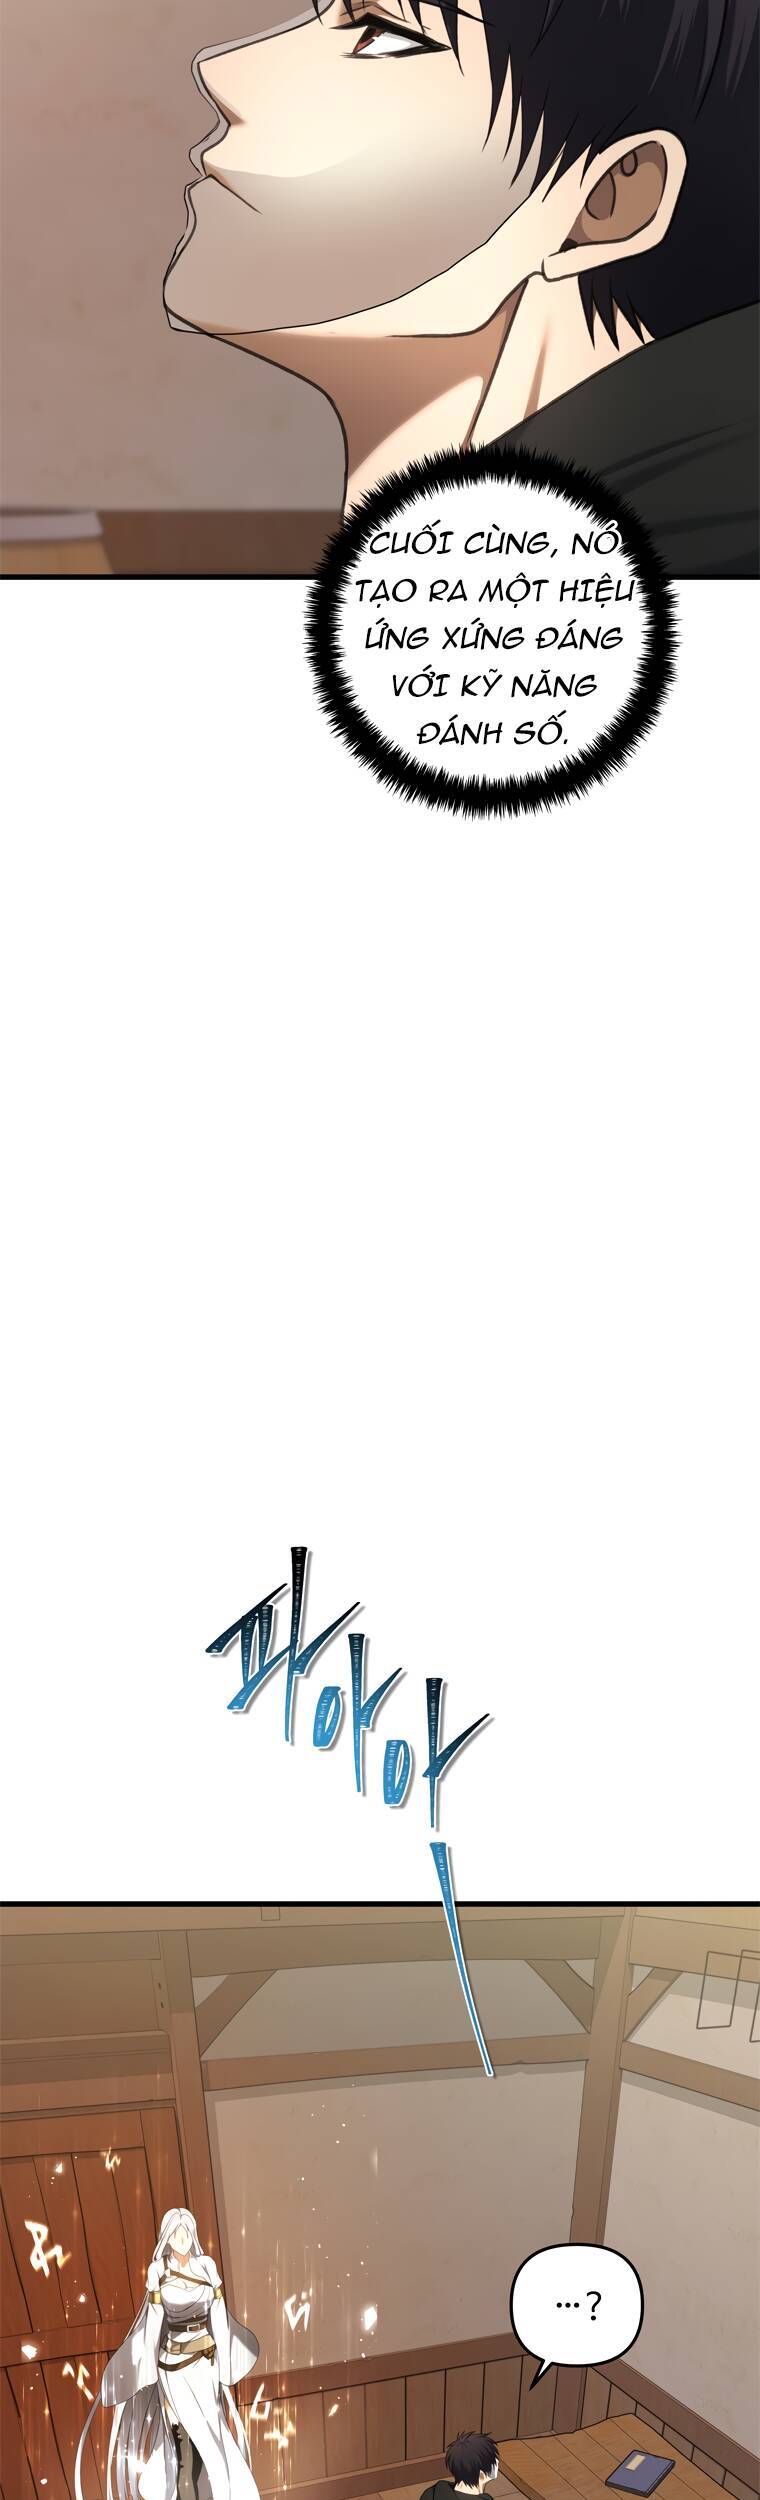 CUỐI CÙNG, NÓ
TẠO RA MỘT HIỆU
ỨNG XỨNG ĐÁNG
VỚI KỸ NĂNG
ĐÁNH SỐ.
파아아
...?